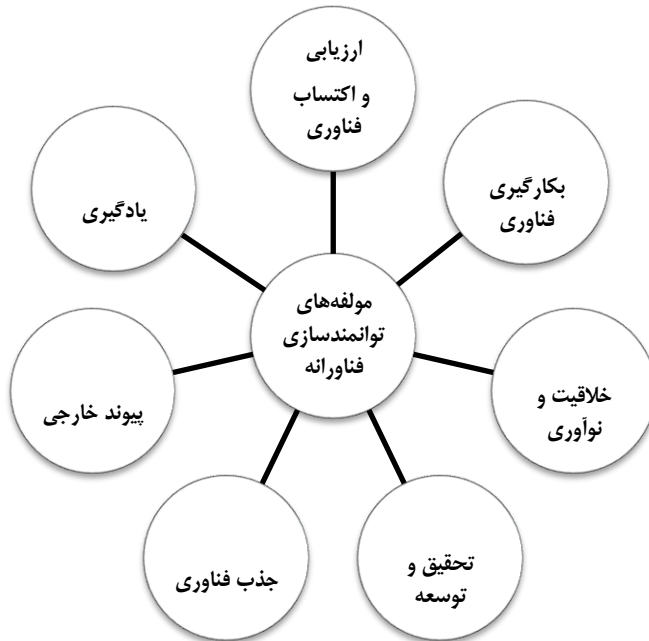 ارزیابی
و اکتساب
فناوری
بکارگیری
فناوری
خلاقیت و
نوآوری
تحقیق و
توسعه
جذب فناوری
پیوند خارجی
یادگیری
مولفه‌های
توانمندسازی
فناورانه